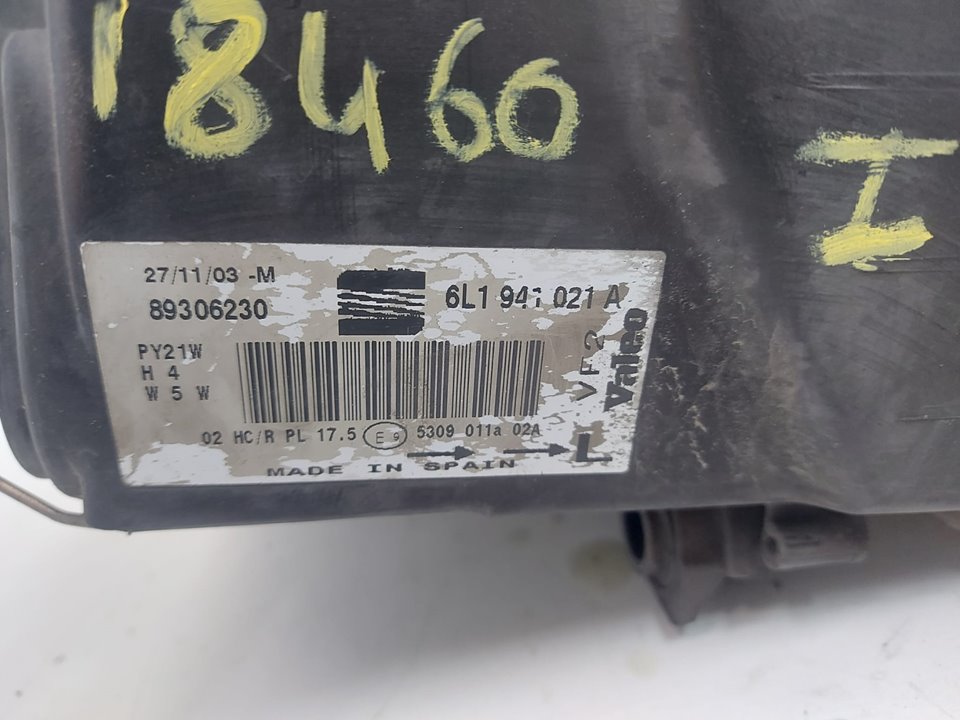 18460
I
27/11/03 -M
89306230
6L1 941 021 A
PY21W
H 4
W 5 W
VF2
Valeo
02 HC/R PL 17.5 E 9 5309 011a 02A
L
MADE IN SPAIN